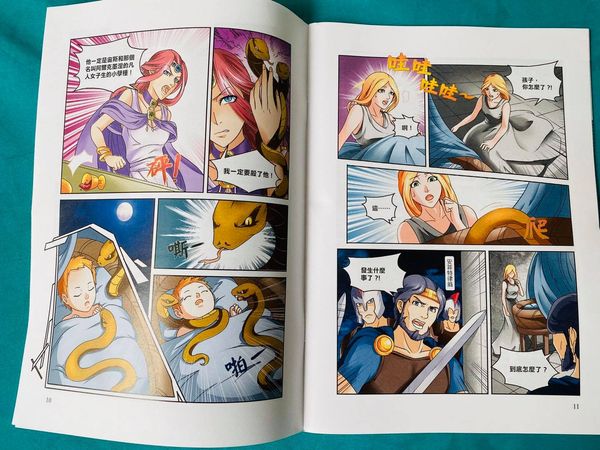 他一定是宙斯和那個
名叫阿爾克墨涅的凡
人女子生的小孽種！
砰！
我一定要殺了他！
嘶—
啪—
10
哇哇
哇哇~
啊！
孩子，
你怎麼了？!
這……
爬
發生什麼
事了？!
安菲特律翁
到底怎麼了？
11